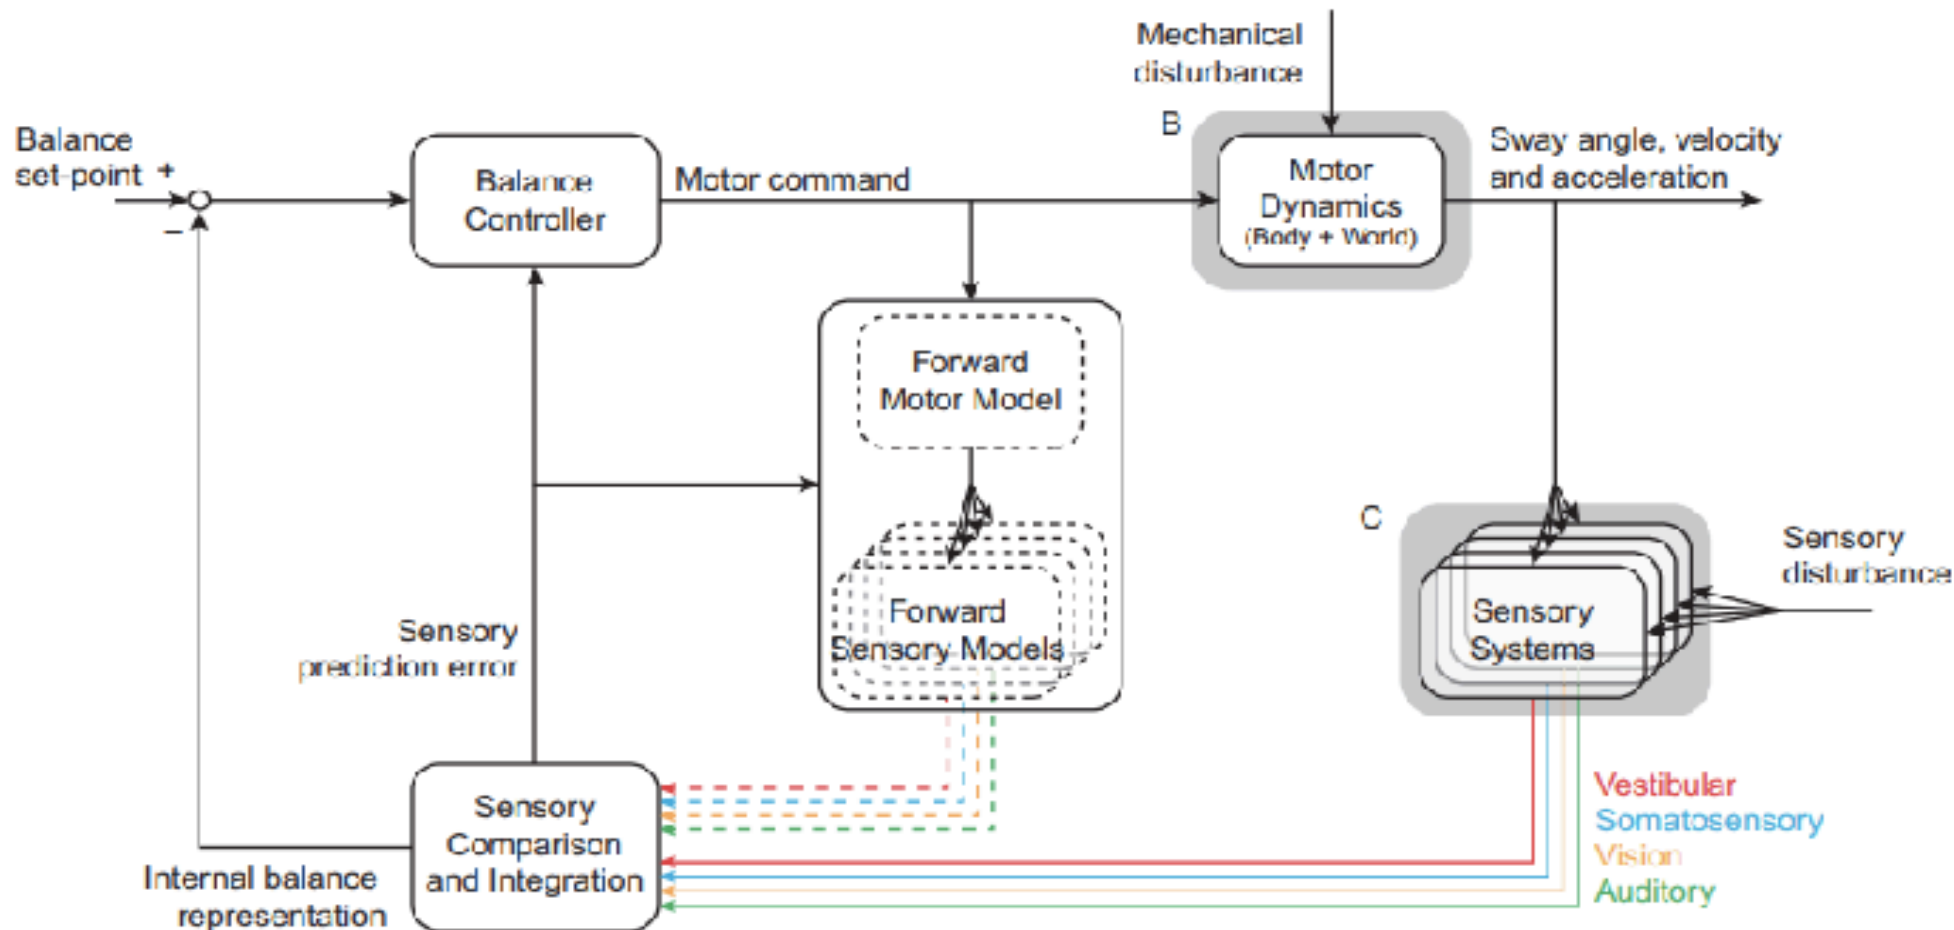 Mechanical
disturbance
B
Balance
set-point +
−
Balance
Controller
Motor command
Motor
Dynamics
(Body + World)
Sway angle, velocity
and acceleration
Forward
Motor Model
C
Sensory
disturbance
Forward
Sensory Models
Sensory
Systems
Sensory
prediction error
Sensory
Comparison
and Integration
Internal balance
representation
Vestibular
Somatosensory
Vision
Auditory